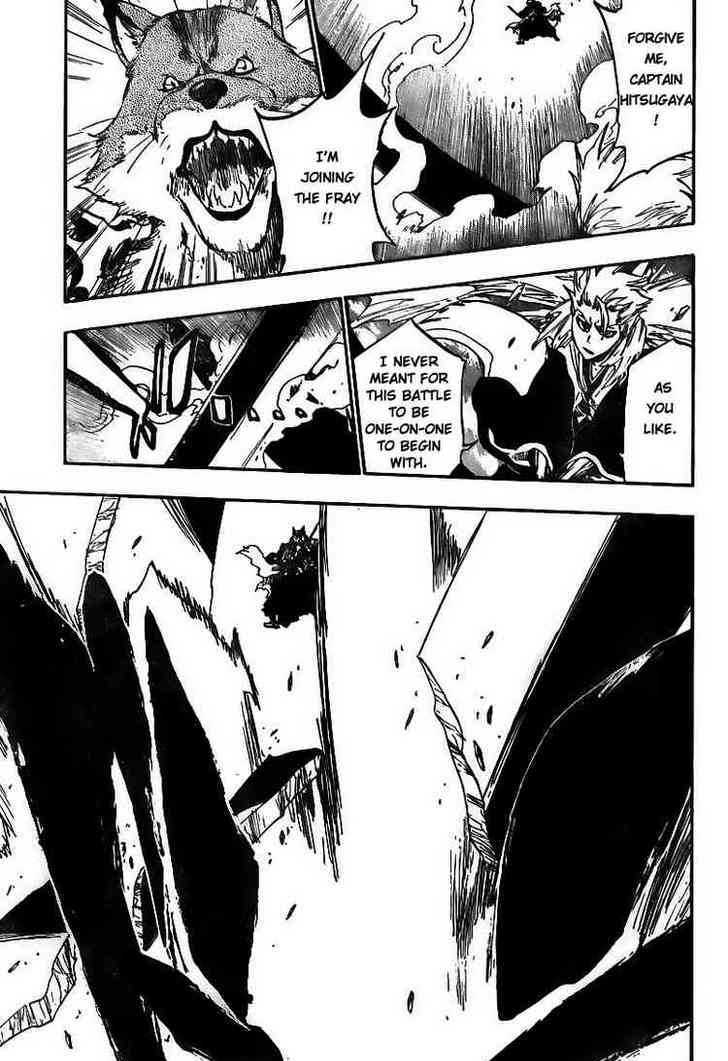 FORGIVE
ME,
CAPTAIN
HITSUGAYA
!
I'M
JOINING
THE FRAY
!!
AS
YOU
LIKE.
I NEVER
MEANT FOR
THIS BATTLE
TO BE
ONE-ON-ONE
TO BEGIN
WITH.